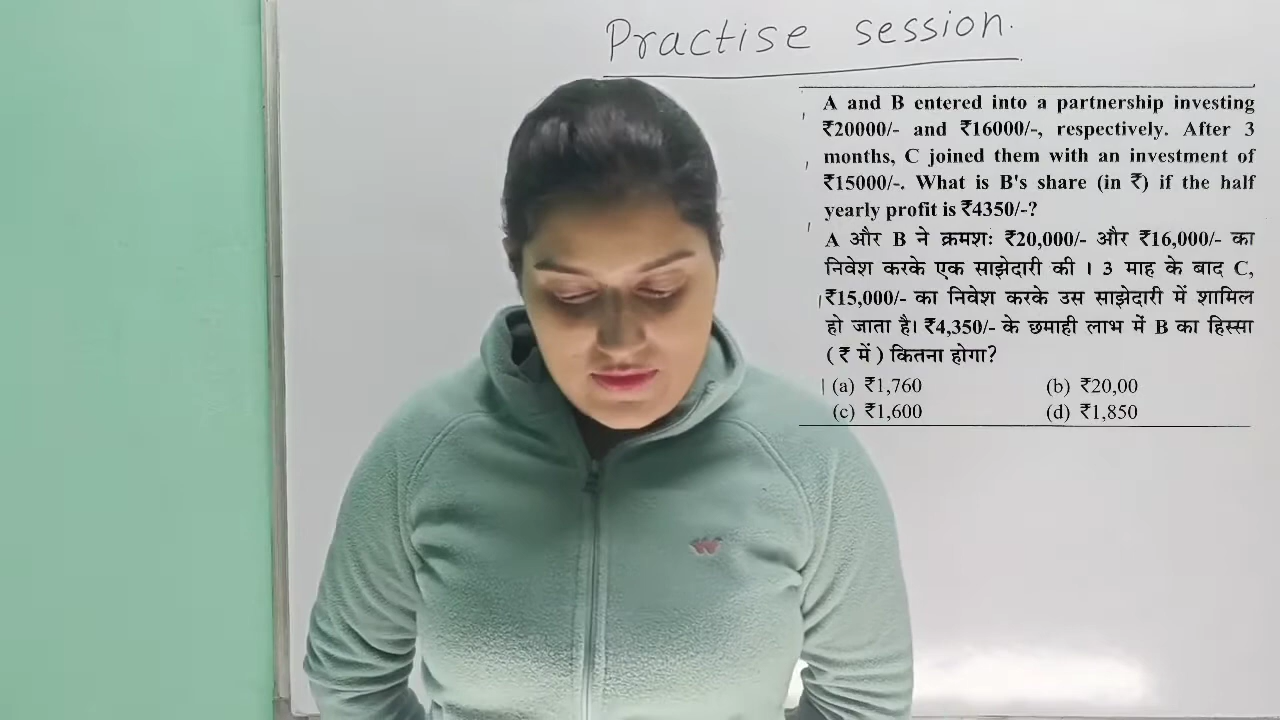 Practise session.
A and B entered into a partnership investing
₹20000/- and ₹16000/-, respectively. After 3
months, C joined them with an investment of
₹15000/-. What is B's share (in ₹) if the half
yearly profit is ₹4350/-?
A और B ने क्रमशः ₹20,000/- और ₹16,000/- का
निवेश करके एक साझेदारी की । 3 माह के बाद C,
₹15,000/- का निवेश करके उस साझेदारी में शामिल
हो जाता है। ₹4,350/- के छमाही लाभ में B का हिस्सा
( ₹ में ) कितना होगा?
(a) ₹1,760 (b) ₹20,00
(c) ₹1,600 (d) ₹1,850